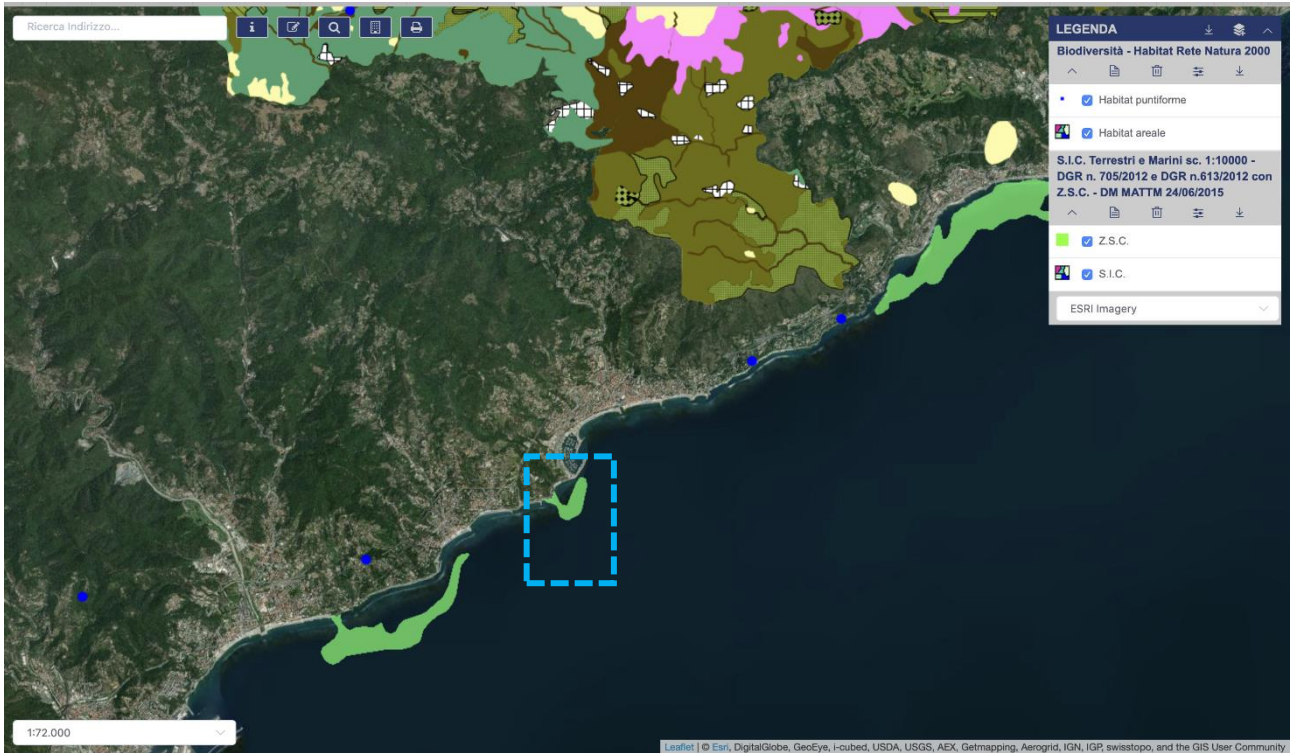 Ricerca Indirizzo...
LEGENDA
Biodiversità - Habitat Rete Natura 2000
Habitat puntiforme
Habitat areale
S.I.C. Terrestri e Marini sc. 1:10000 -
DGR n. 705/2012 e DGR n.613/2012 con
Z.S.C. - DM MATTM 24/06/2015
Z.S.C.
S.I.C.
ESRI Imagery
1:72.000
Leaflet | © Esri, DigitalGlobe, GeoEye, i-cubed, USDA, USGS, AEX, Getmapping, Aerogrid, IGN, IGP, swisstopo, and the GIS User Community